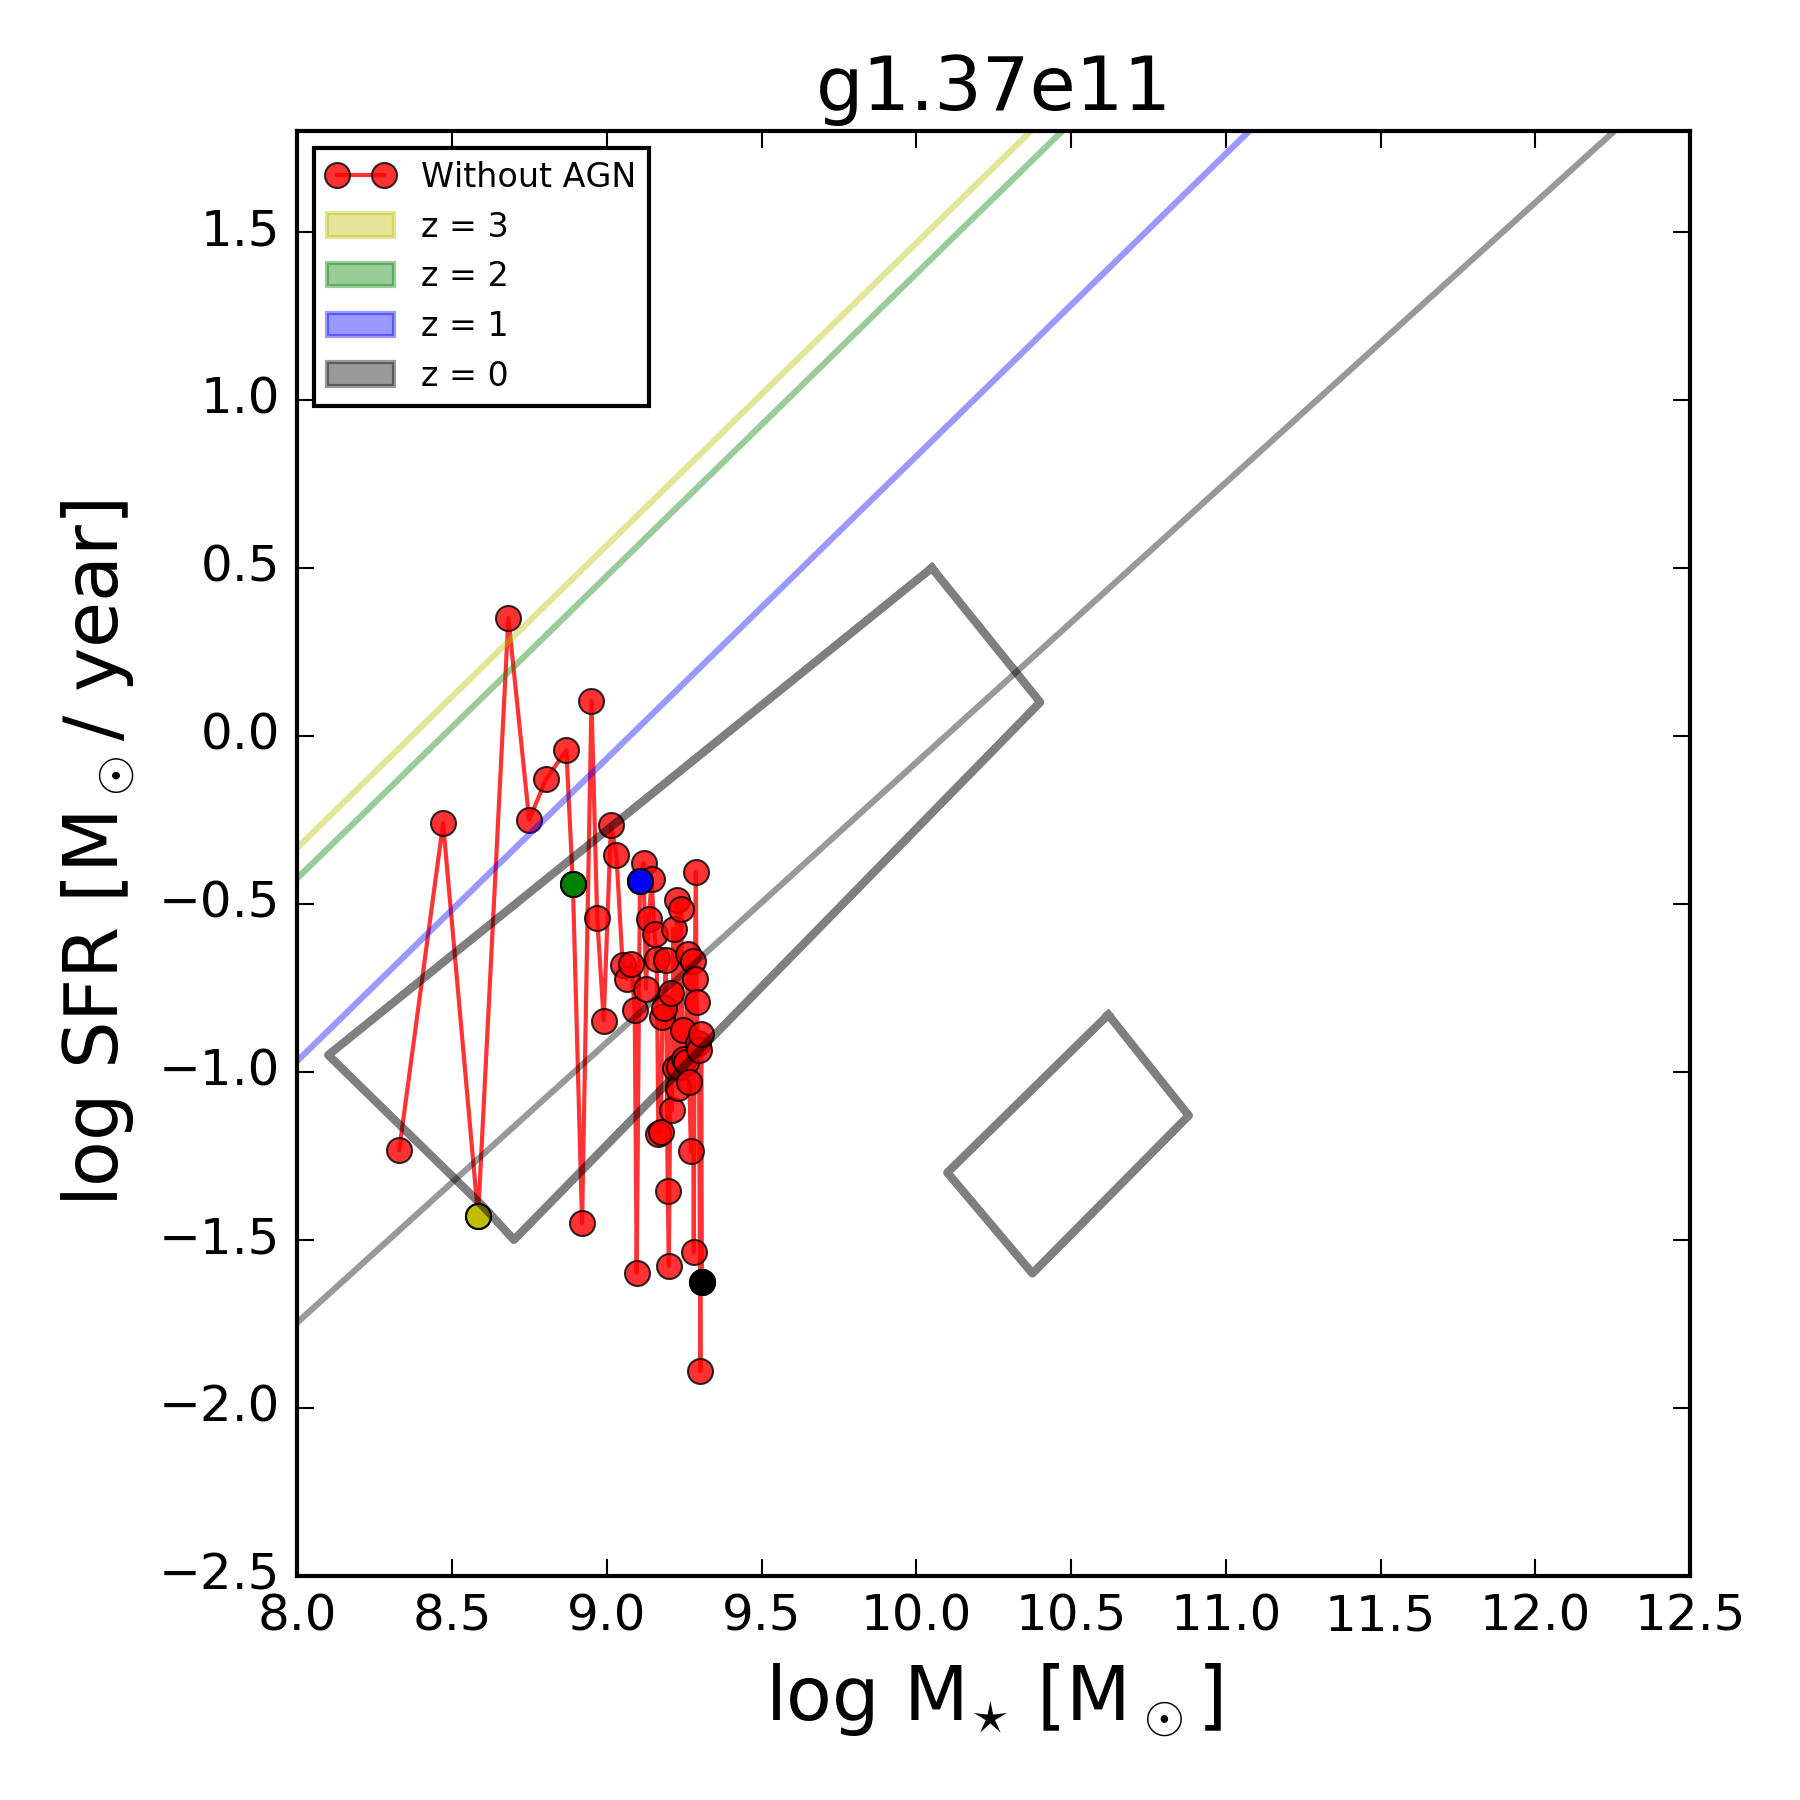 g1.37e11
Without AGN
z = 3
z = 2
z = 1
z = 0
1.5
1.0
0.5
0.0
−0.5
−1.0
−1.5
−2.0
−2.5
log SFR [M⊙/ year]
8.0 8.5 9.0 9.5 10.0 10.5 11.0 11.5 12.0 12.5
log M⋆ [M⊙]